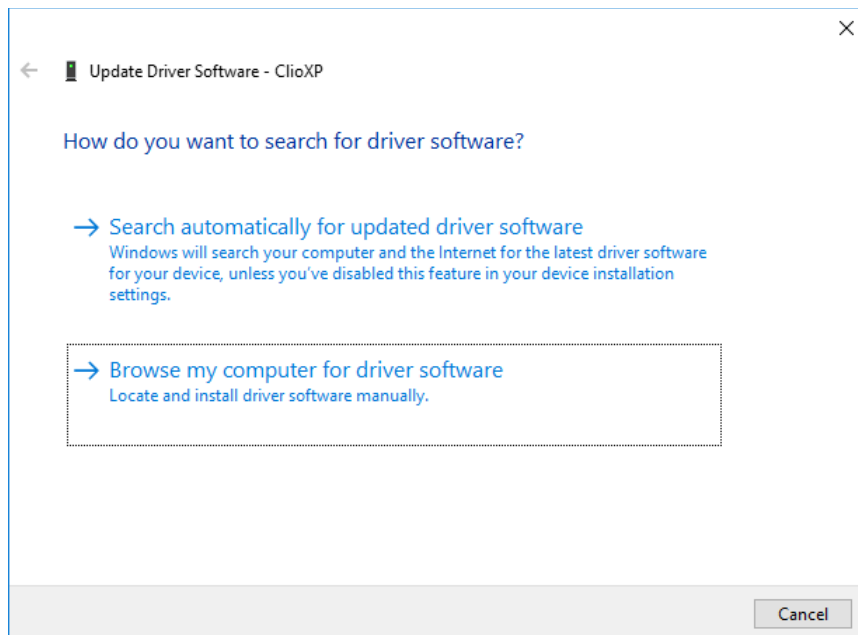 Update Driver Software - ClioXP
How do you want to search for driver software?
Search automatically for updated driver software
Windows will search your computer and the Internet for the latest driver software
for your device, unless you've disabled this feature in your device installation
settings.
Browse my computer for driver software
Locate and install driver software manually.
Cancel